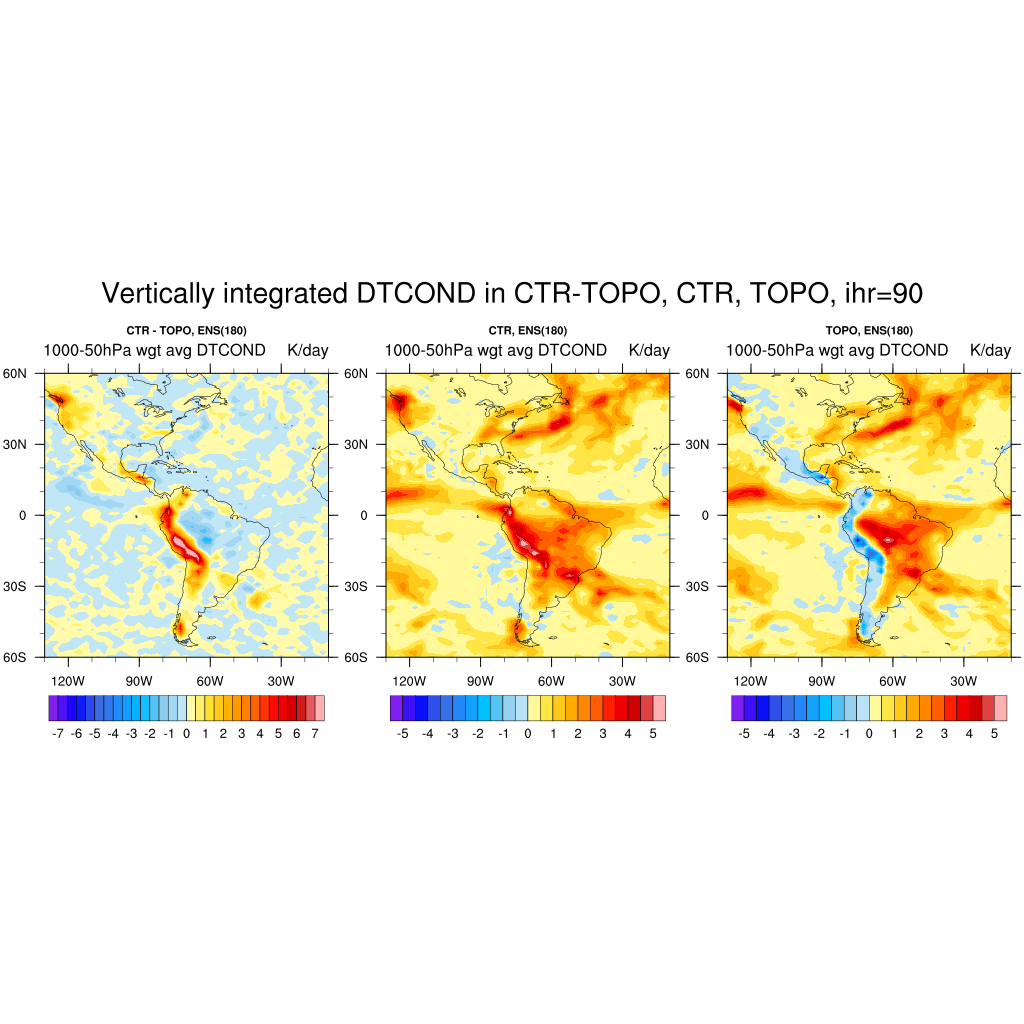 Vertically integrated DTCOND in CTR-TOPO, CTR, TOPO, ihr=90
CTR - TOPO, ENS(180)
1000-50hPa wgt avg DTCOND K/day
60N
30N
0
30S
60S
120W 90W 60W 30W
-7 -6 -5 -4 -3 -2 -1 0 1 2 3 4 5 6 7
CTR, ENS(180)
1000-50hPa wgt avg DTCOND K/day
60N
30N
0
30S
60S
120W 90W 60W 30W
-5 -4 -3 -2 -1 0 1 2 3 4 5
TOPO, ENS(180)
1000-50hPa wgt avg DTCOND K/day
60N
30N
0
30S
60S
120W 90W 60W 30W
-5 -4 -3 -2 -1 0 1 2 3 4 5